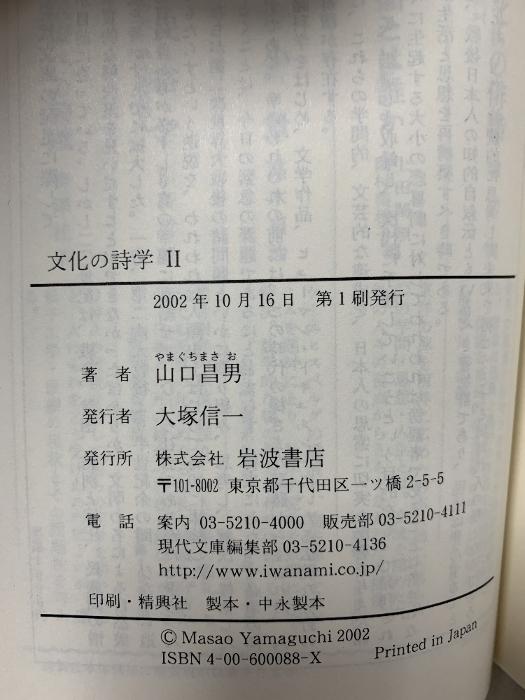 文化の詩学 II
2002年10月16日　第1刷発行
やまぐちまさ お
著　者　山口昌男
発行者　大塚信一
発行所　株式会社 岩波書店
〒101-8002 東京都千代田区一ツ橋2-5-5
電　話　案内 03-5210-4000　販売部 03-5210-4111
現代文庫編集部 03-5210-4136
http://www.iwanami.co.jp/
印刷・精興社　製本・中永製本
© Masao Yamaguchi 2002
ISBN 4-00-600088-X　Printed in Japan